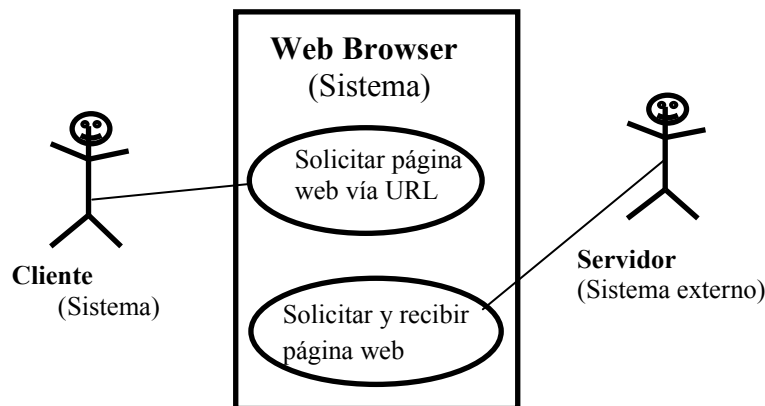 Web Browser
(Sistema)
Solicitar página
web vía URL
Cliente
(Sistema)
Servidor
(Sistema externo)
Solicitar y recibir
página web